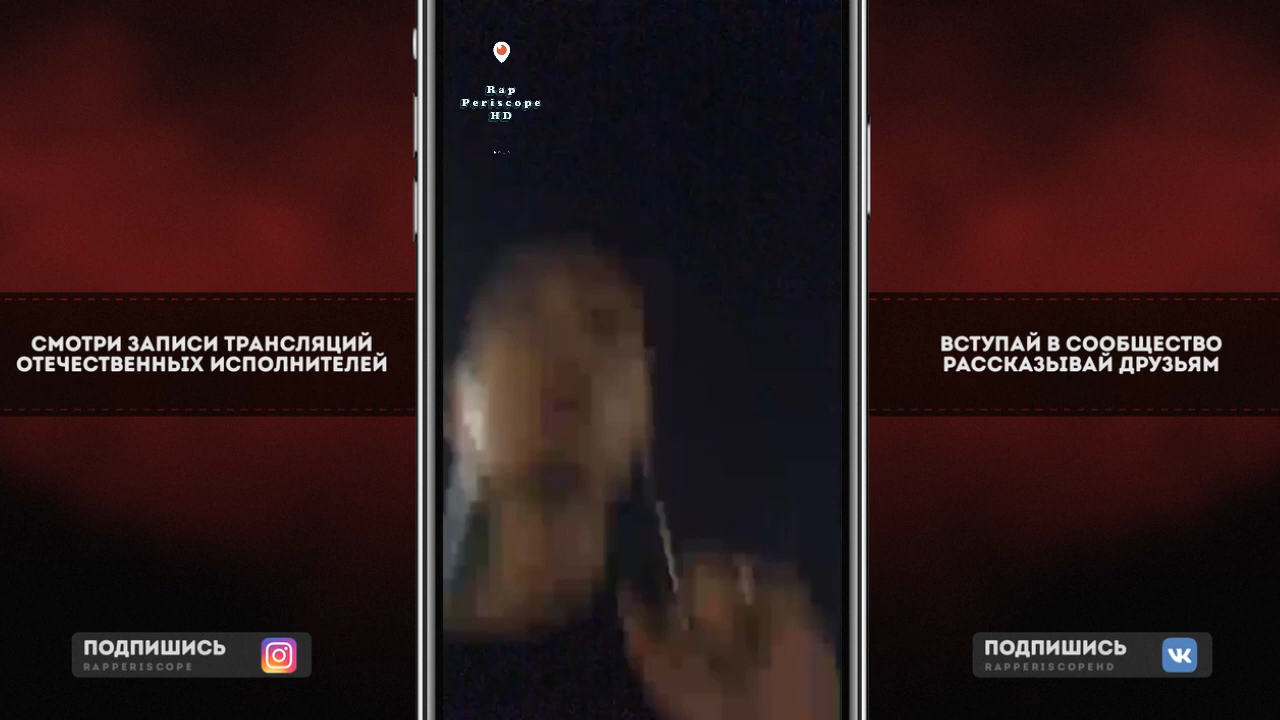 Rap
Periscope
HD
СМОТРИ ЗАПИСИ ТРАНСЛЯЦИЙ
ОТЕЧЕСТВЕННЫХ ИСПОЛНИТЕЛЕЙ
ВСТУПАЙ В СООБЩЕСТВО
РАССКАЗЫВАЙ ДРУЗЬЯМ
ПОДПИШИСЬ
RAPPERISCOPE
ПОДПИШИСЬ
RAPPERISCOPEHD